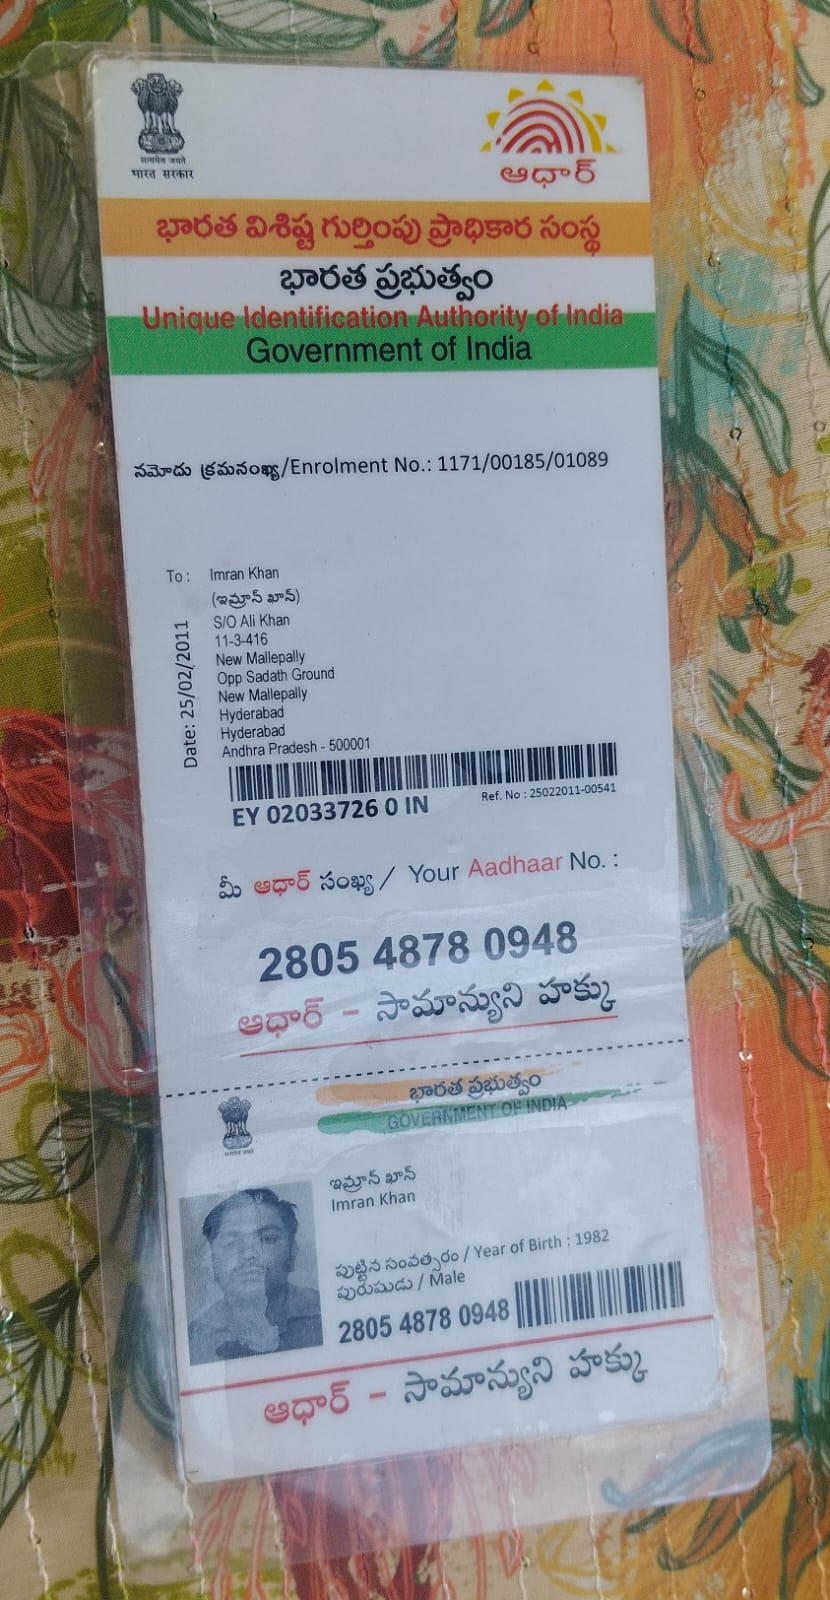 सत्यमेव जयते
भारत सरकार
ఆధార్
భారత విశిష్ట గుర్తింపు ప్రాధికార సంస్థ
భారత ప్రభుత్వం
Unique Identification Authority of India
Government of India
నమోదు క్రమసంఖ్య/Enrolment No.: 1171/00185/01089
To : Imran Khan
(ఇమ్రాన్ ఖాన్)
S/O Ali Khan
11-3-416
New Mallepally
Opp Sadath Ground
New Mallepally
Hyderabad
Hyderabad
Andhra Pradesh - 500001
Date: 25/02/2011
EY 02033726 0 IN
Ref. No : 25022011-00541
మీ ఆధార్ సంఖ్య / Your Aadhaar No. :
2805 4878 0948
ఆధార్ – సామాన్యుని హక్కు
భారత ప్రభుత్వం
GOVERNMENT OF INDIA
ఇమ్రాన్ ఖాన్
Imran Khan
పుట్టిన సంవత్సరం / Year of Birth : 1982
పురుషుడు / Male
2805 4878 0948
ఆధార్ – సామాన్యుని హక్కు